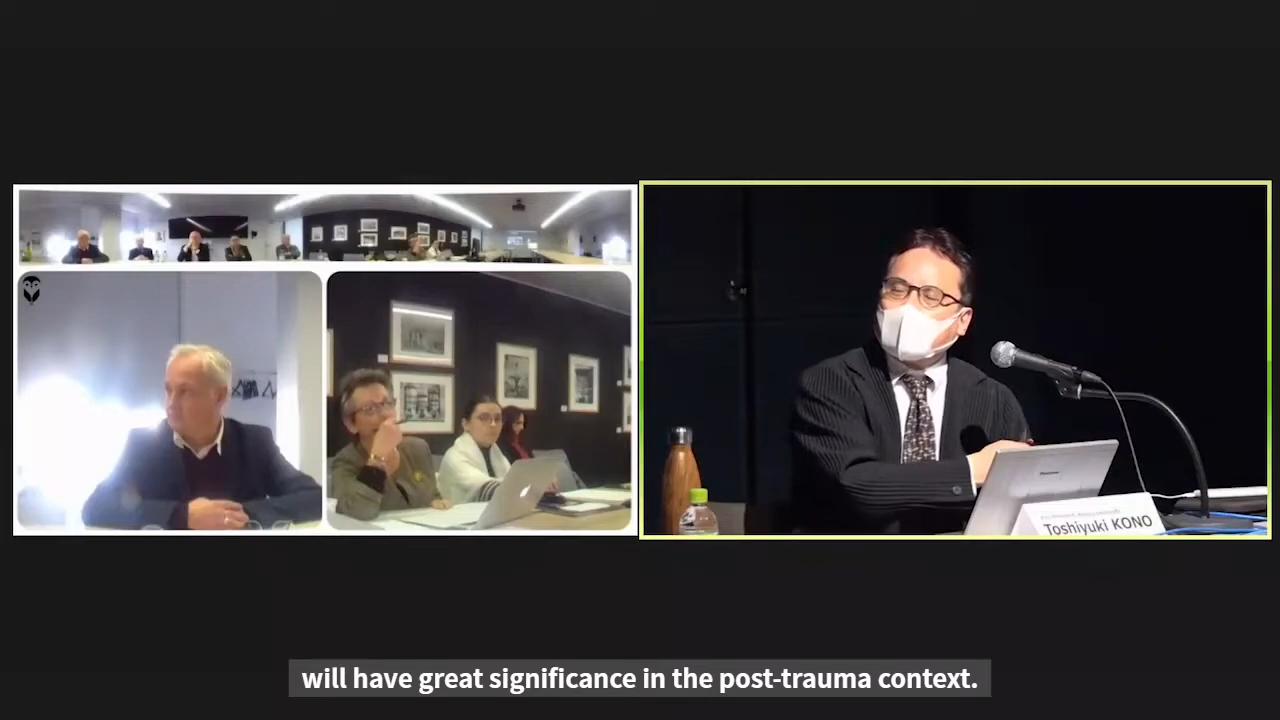 Toshiyuki KONO
will have great significance in the post-trauma context.